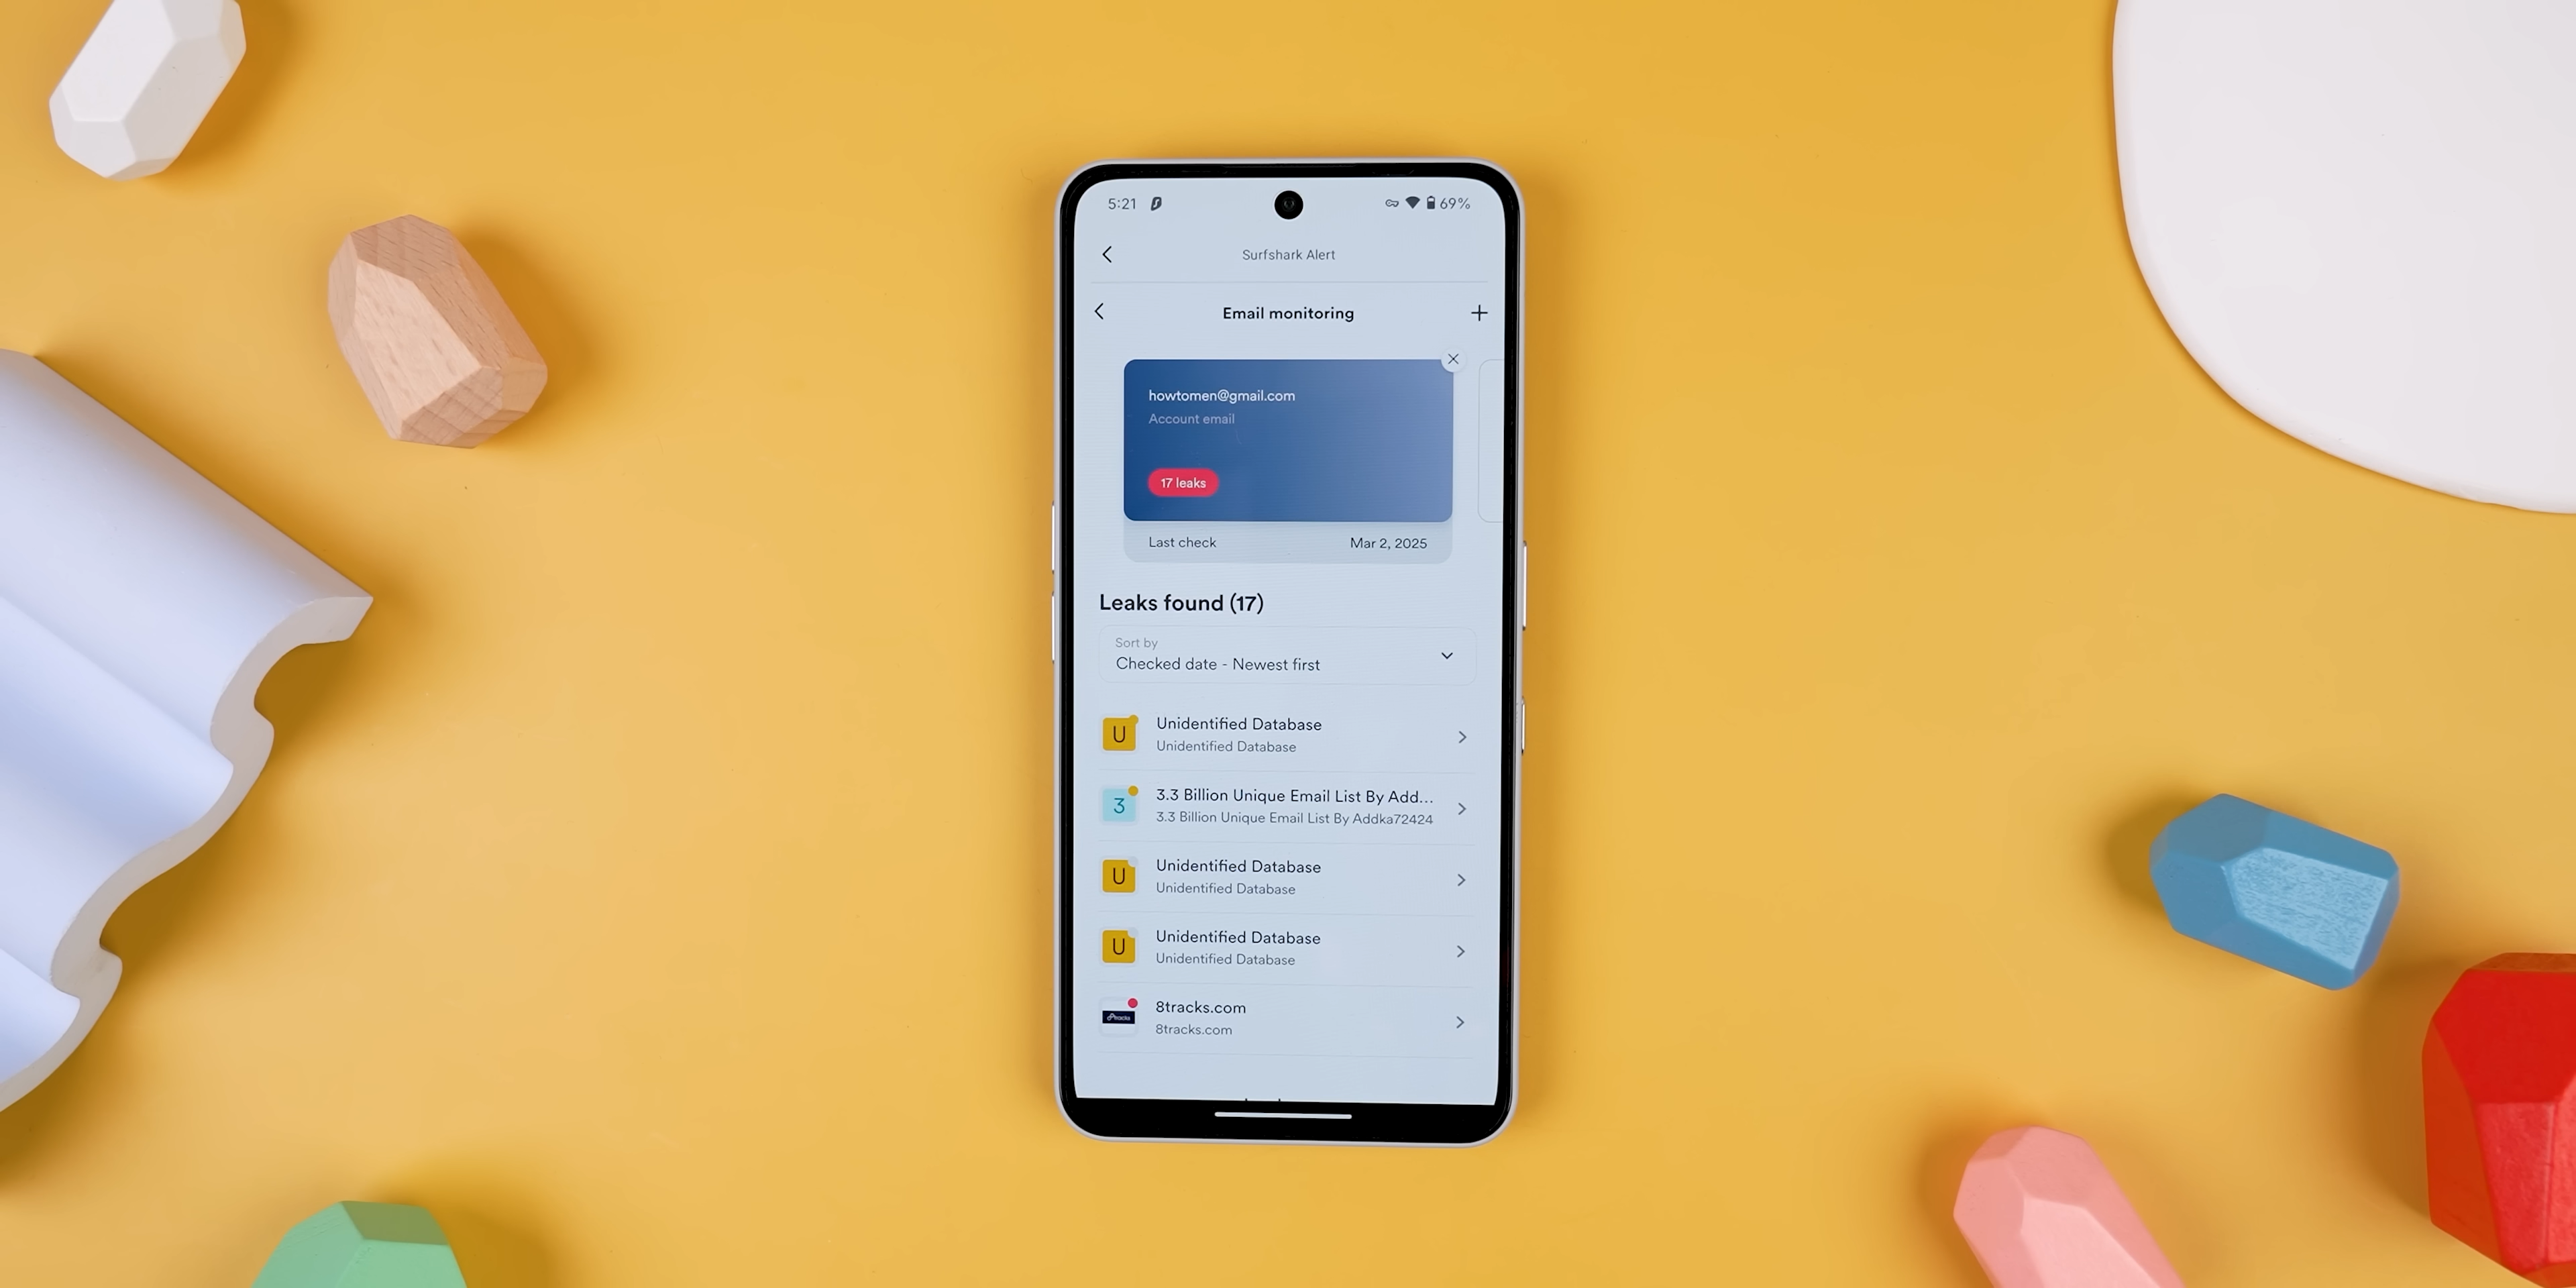 5:21
69%
Surfshark Alert
Email monitoring
howtomen@gmail.com
Account email
17 leaks
Last check Mar 2, 2025
Leaks found (17)
Sort by
Checked date - Newest first
U
Unidentified Database
Unidentified Database
3
3.3 Billion Unique Email List By Add...
3.3 Billion Unique Email List By Addka72424
U
Unidentified Database
Unidentified Database
U
Unidentified Database
Unidentified Database
8tracks
8tracks.com
8tracks.com